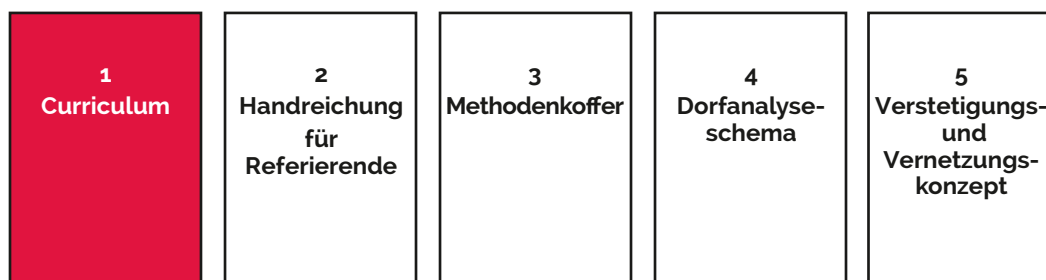 1
Curriculum
2
Handreichung
für
Referierende
3
Methodenkoffer
4
Dorfanalyse-
schema
5
Verstetigungs-
und
Vernetzungs-
konzept